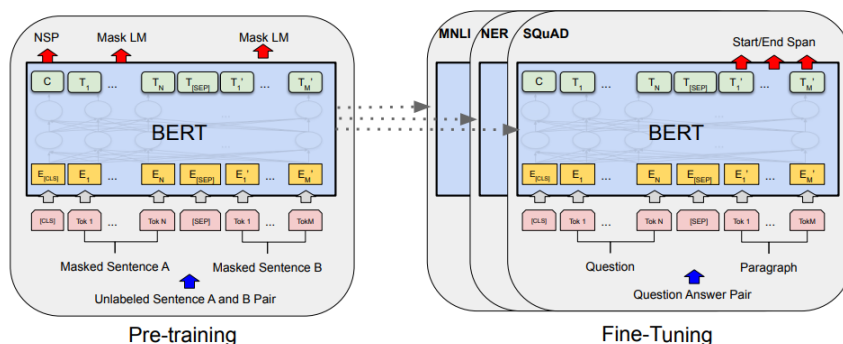 NSP Mask LM Mask LM
C T1 ... TN T[SEP] T1' ... TM'
BERT
E[CLS] E1 ... EN E[SEP] E1' ... EM'
[CLS] Tok 1 ... Tok N [SEP] Tok 1 ... TokM
Masked Sentence A Masked Sentence B
Unlabeled Sentence A and B Pair
Pre-training
MNLI NER SQuAD
Start/End Span
C T1 ... TN T[SEP] T1' ... TM'
BERT
E[CLS] E1 ... EN E[SEP] E1' ... EM'
[CLS] Tok 1 ... Tok N [SEP] Tok 1 ... TokM
Question Paragraph
Question Answer Pair
Fine-Tuning